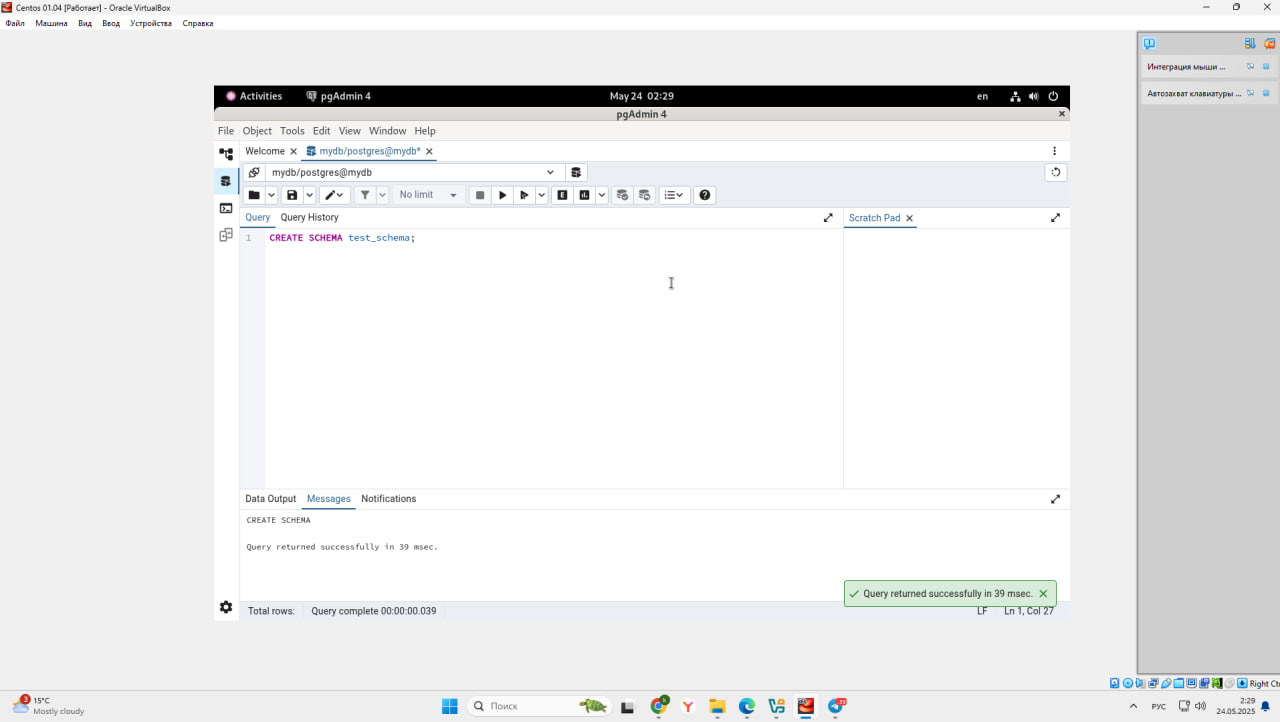 Centos 01.04 [Работает] - Oracle VirtualBox
Файл Машина Вид Ввод Устройства Справка
Интеграция мыши ...
Автозахват клавиатуры ...
Activities pgAdmin 4 May 24 02:29 en
pgAdmin 4
File Object Tools Edit View Window Help
Welcome mydb/postgres@mydb*
mydb/postgres@mydb
No limit
Query Query History Scratch Pad
1 CREATE SCHEMA test_schema;
Data Output Messages Notifications
CREATE SCHEMA
Query returned successfully in 39 msec.
Query returned successfully in 39 msec.
Total rows: Query complete 00:00:00.039 LF Ln 1, Col 27
Right Ctr
3 15°C
Mostly cloudy
Поиск
РУС
2:29
24.05.2025